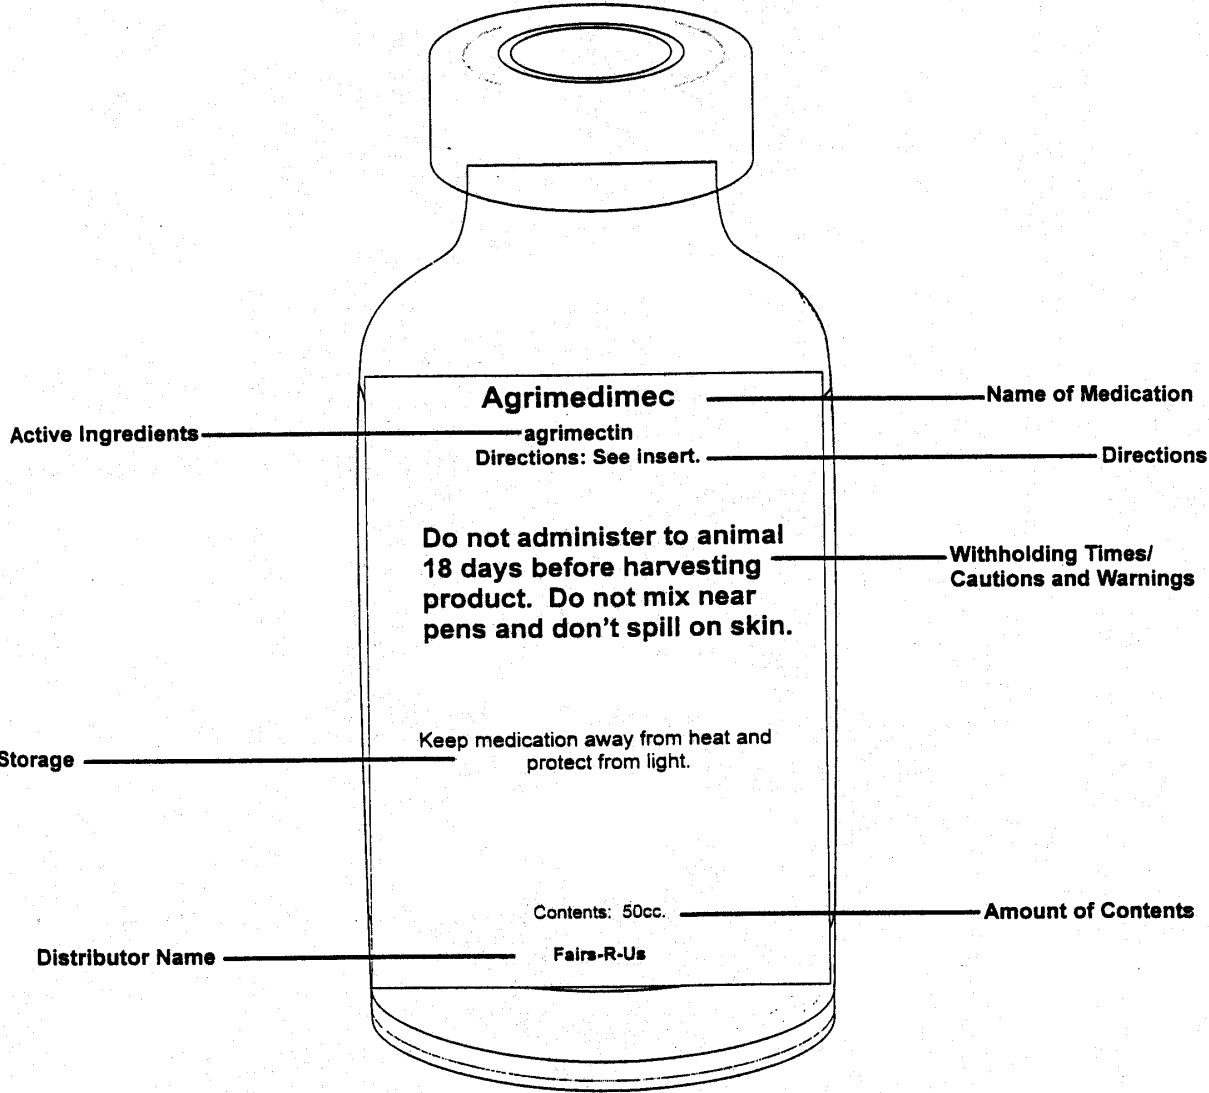 Agrimedimec
Name of Medication
Active Ingredients
agrimectin
Directions: See insert.
Directions
Do not administer to animal
18 days before harvesting
product. Do not mix near
pens and don't spill on skin.
Withholding Times/
Cautions and Warnings
Keep medication away from heat and
protect from light.
Storage
Contents: 50cc.
Amount of Contents
Distributor Name
Fairs-R-Us